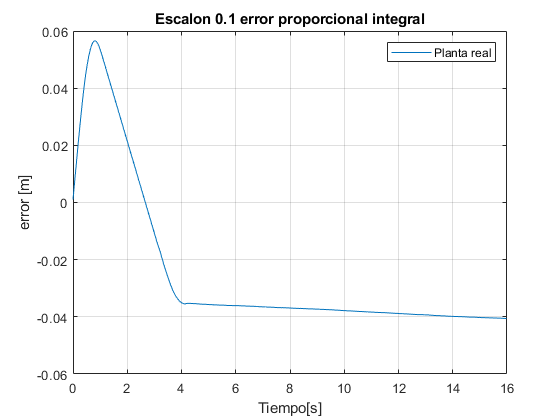 Escalon 0.1 error proporcional integral
Planta real
0.06
0.04
0.02
0
-0.02
-0.04
-0.06
error [m]
0 2 4 6 8 10 12 14 16
Tiempo[s]